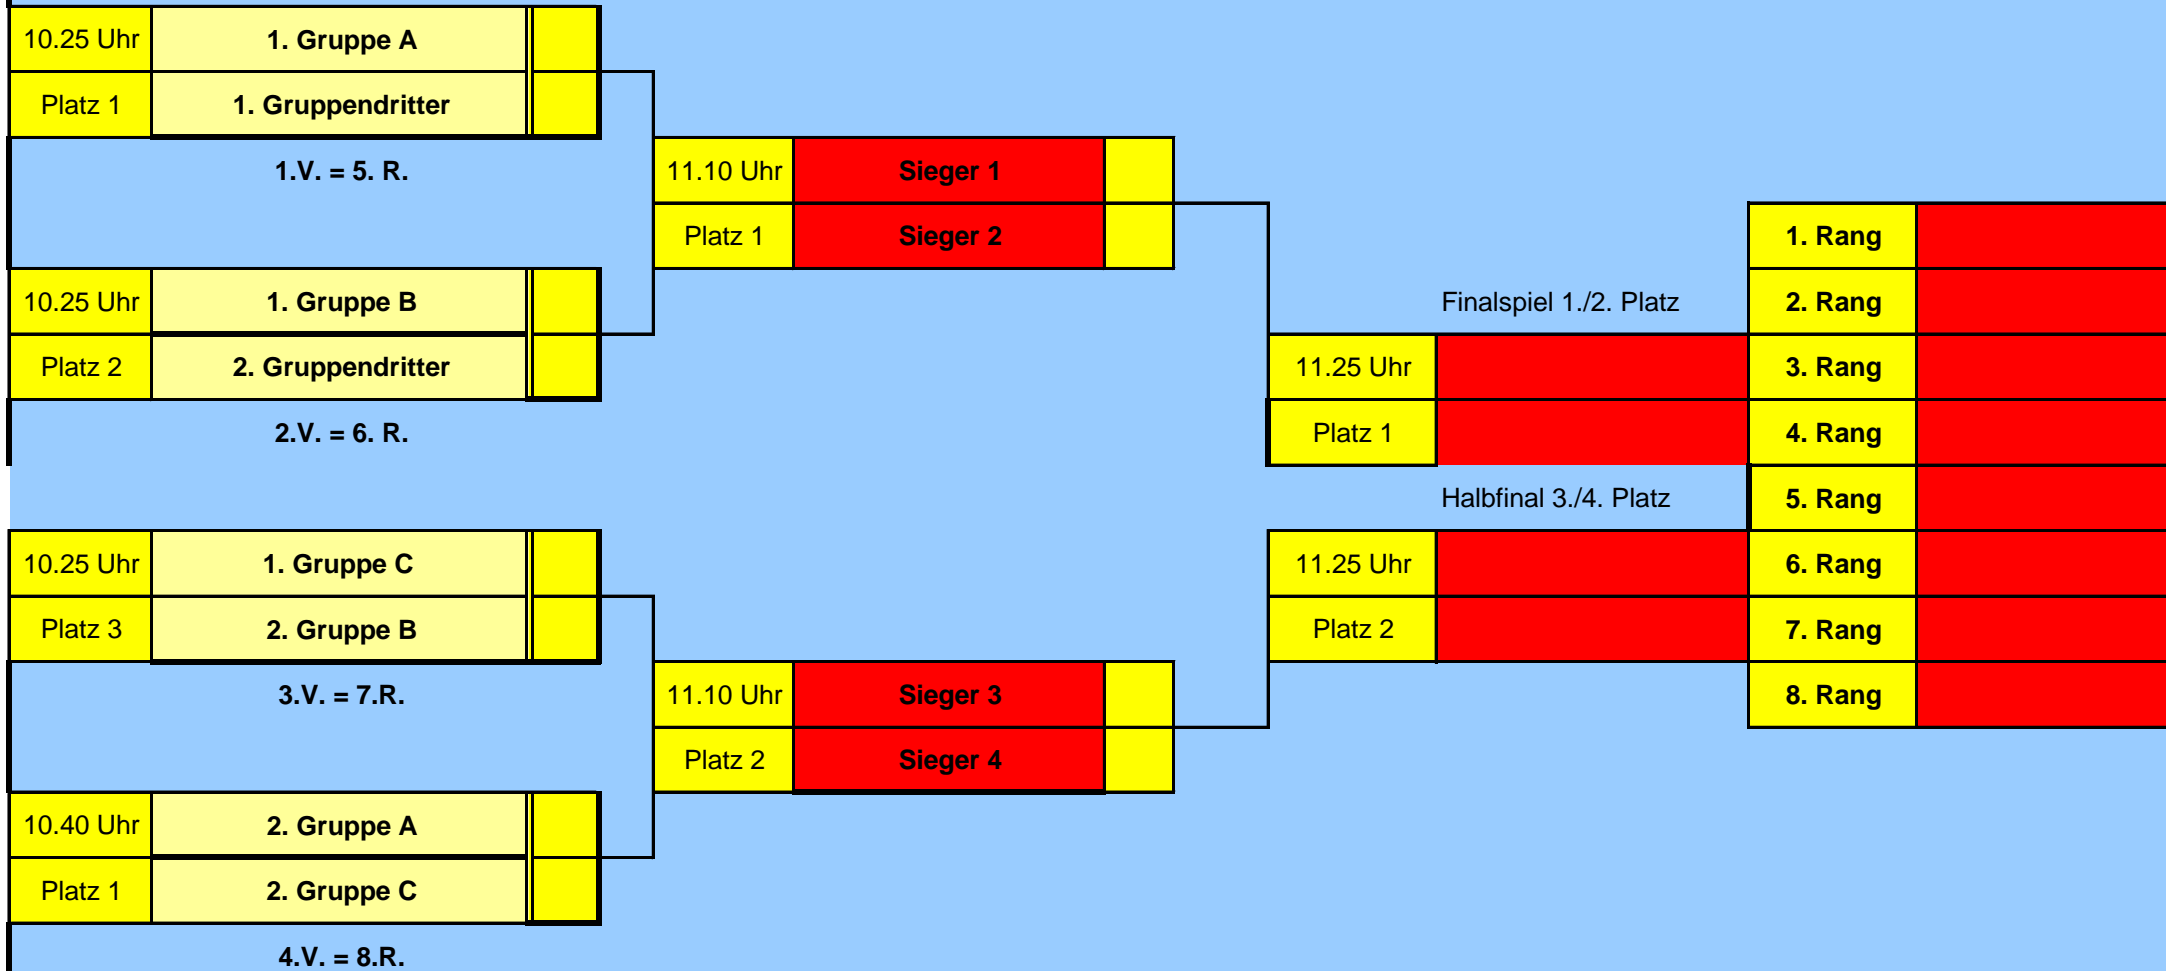 10.25 Uhr 1. Gruppe A
Platz 1 1. Gruppendritter
1.V. = 5. R.
10.25 Uhr 1. Gruppe B
Platz 2 2. Gruppendritter
2.V. = 6. R.
10.25 Uhr 1. Gruppe C
Platz 3 2. Gruppe B
3.V. = 7.R.
10.40 Uhr 2. Gruppe A
Platz 1 2. Gruppe C
4.V. = 8.R.
11.10 Uhr Sieger 1
Platz 1 Sieger 2
11.10 Uhr Sieger 3
Platz 2 Sieger 4
Finalspiel 1./2. Platz
11.25 Uhr
Platz 1
Halbfinal 3./4. Platz
11.25 Uhr
Platz 2
1. Rang
2. Rang
3. Rang
4. Rang
5. Rang
6. Rang
7. Rang
8. Rang